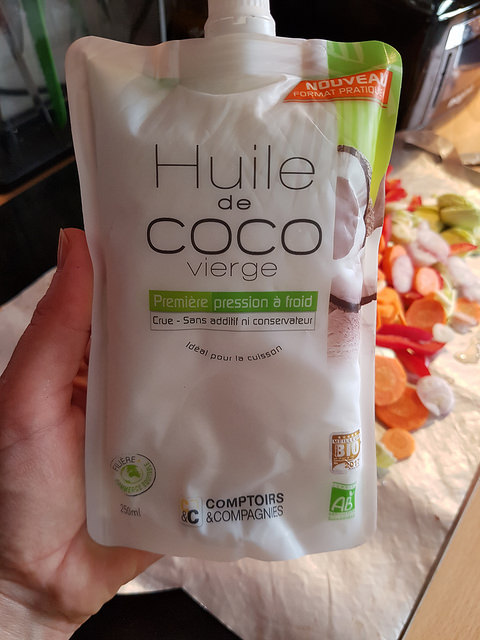 NOUVEAU
FORMAT PRATIQUE
Huile
de
COCO
vierge
Première pression à froid
Crue - Sans additif ni conservateur
Idéal pour la cuisson
FILIÈRE
250ml
&C COMPTOIRS
&COMPAGNIES
BIO
AB